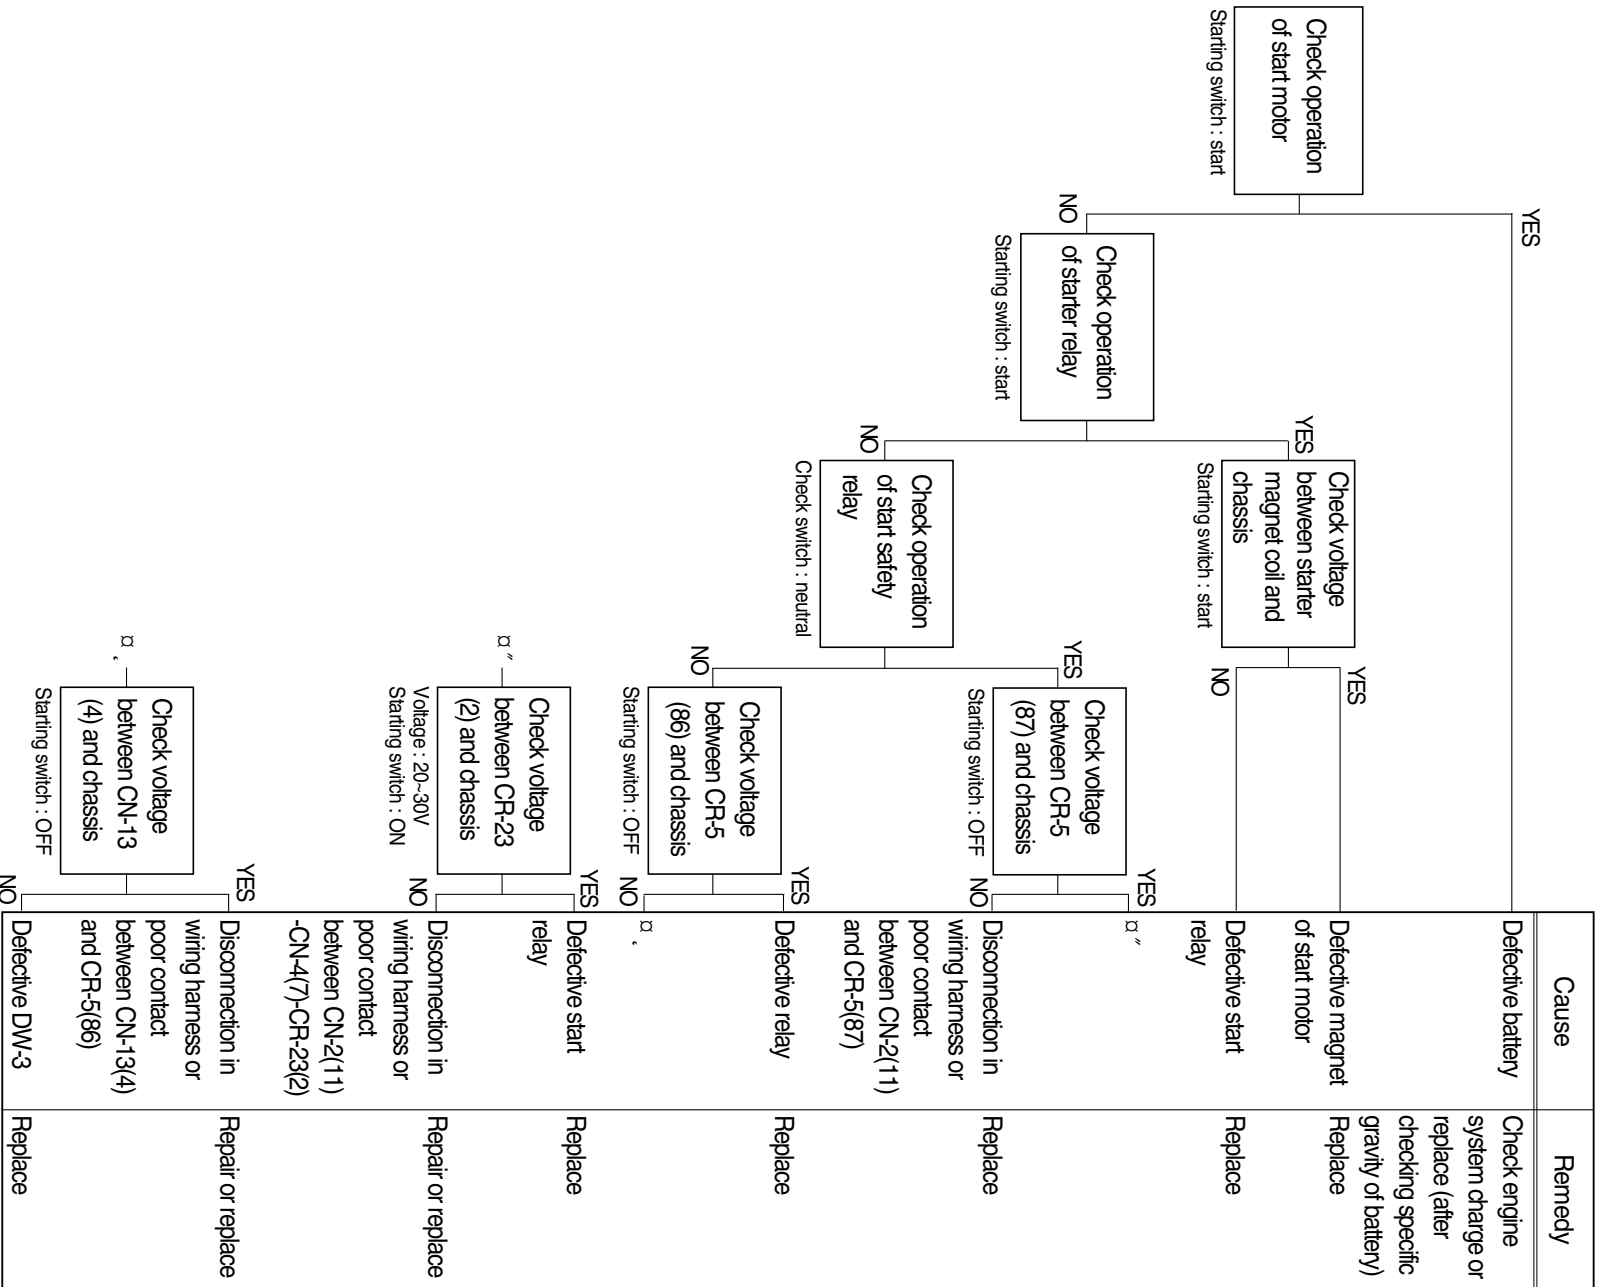 Cause
Remedy
Check operation
of start motor
Starting switch : start
YES
Defective battery
Check engine
system charge or
replace (after
checking specific
gravity of battery)
NO
Check operation
of starter relay
Starting switch : start
YES
Check voltage
between starter
magnet coil and
chassis
Starting switch : start
YES
Defective magnet
of start motor
Replace
NO
Defective start
relay
Replace
NO
Check operation
of start safety
relay
Check switch : neutral
YES
Check voltage
between CR-5
(87) and chassis
Starting switch : OFF
YES
¤ ˝
NO
Disconnection in
wiring harness or
poor contact
between CN-2(11)
and CR-5(87)
Replace
NO
Check voltage
between CR-5
(86) and chassis
Starting switch : OFF
YES
Defective relay
Replace
NO
¤ ˛
¤ ˝
Check voltage
between CR-23
(2) and chassis
Voltage : 20~30V
Starting switch : ON
YES
Defective start
relay
Replace
NO
Disconnection in
wiring harness or
poor contact
between CN-2(11)
-CN-4(7)-CR-23(2)
Repair or replace
¤ ˛
Check voltage
between CN-13
(4) and chassis
Starting switch : OFF
YES
Disconnection in
wiring harness or
poor contact
between CN-13(4)
and CR-5(86)
Repair or replace
NO
Defective DW-3
Replace